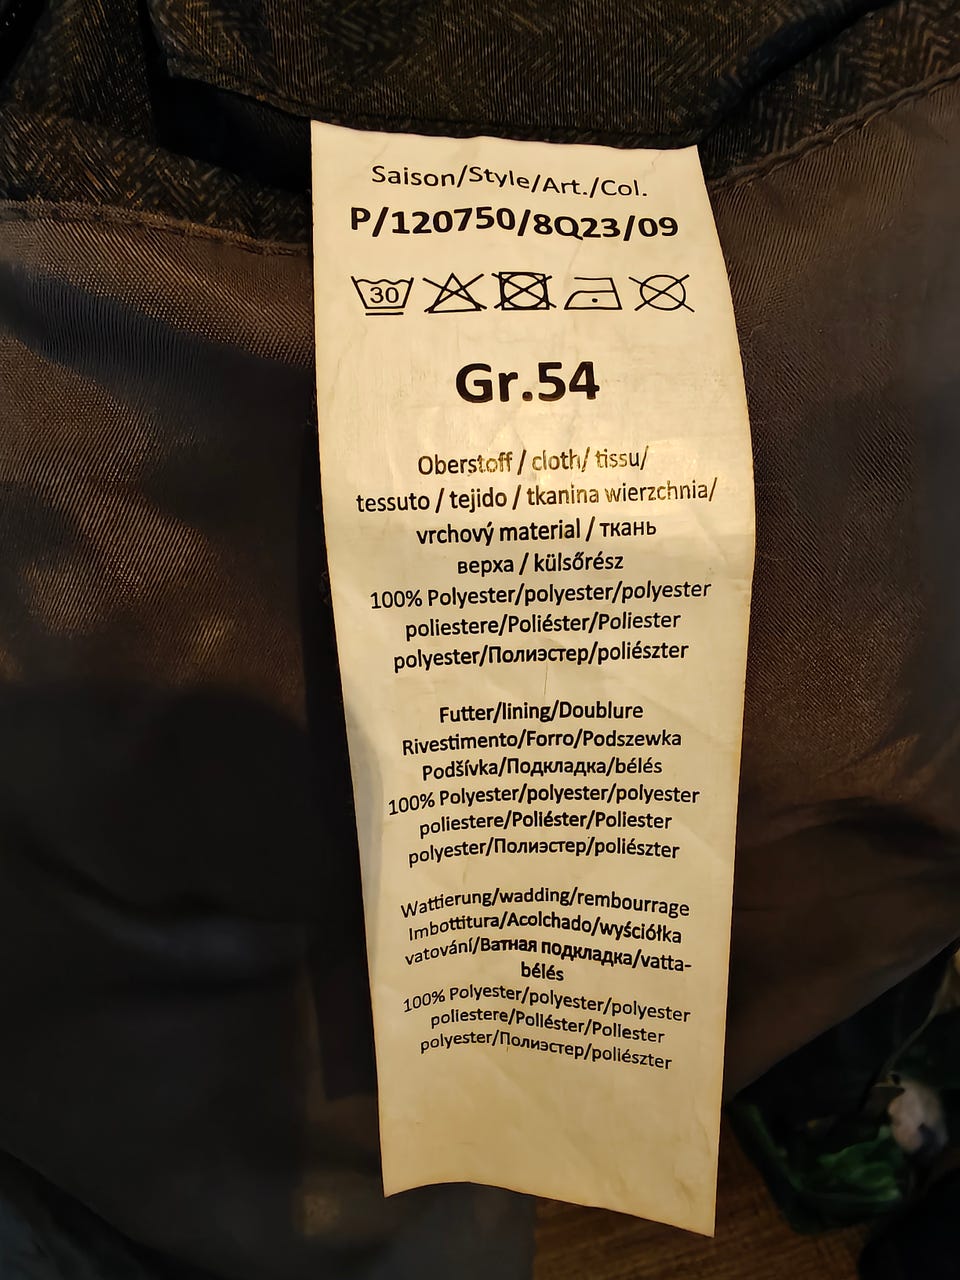 Saison/Style/Art./Col.
P/120750/8Q23/09
30
Gr.54
Oberstoff / cloth/ tissu/
tessuto / tejido / tkanina wierzchnia/
vrchový material / ткань
верха / külsőrész
100% Polyester/polyester/polyester
poliestere/Poliéster/Poliester
polyester/Полиэстер/poliészter
Futter/lining/Doublure
Rivestimento/Forro/Podszewka
Podšívka/Подкладка/bélés
100% Polyester/polyester/polyester
poliestere/Poliéster/Poliester
polyester/Полиэстер/poliészter
Wattierung/wadding/rembourrage
Imbottitura/Acolchado/wyściółka
vatování/Ватная подкладка/vatta-
bélés
100% Polyester/polyester/polyester
poliestere/Poliéster/Poliester
polyester/Полиэстер/poliészter